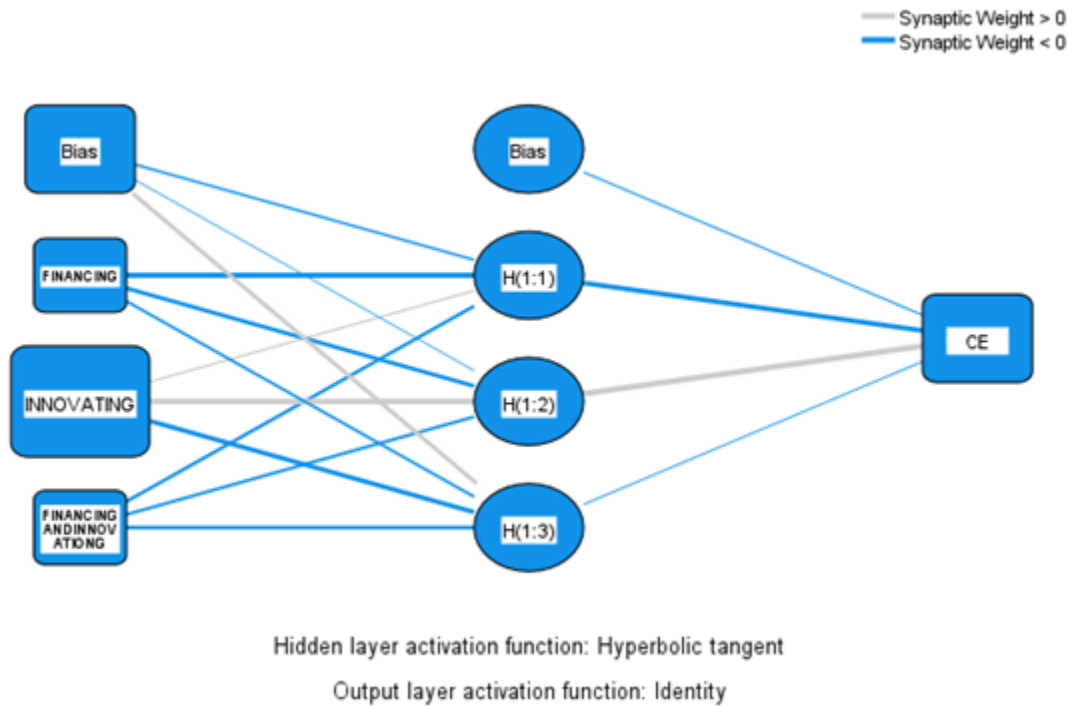 Synaptic Weight > 0
Synaptic Weight < 0
Bias
Bias
FINANCING
H(1:1)
CE
INNOVATING
H(1:2)
FINANCING
ANDINNOV
ATIONG
H(1:3)
Hidden layer activation function: Hyperbolic tangent
Output layer activation function: Identity